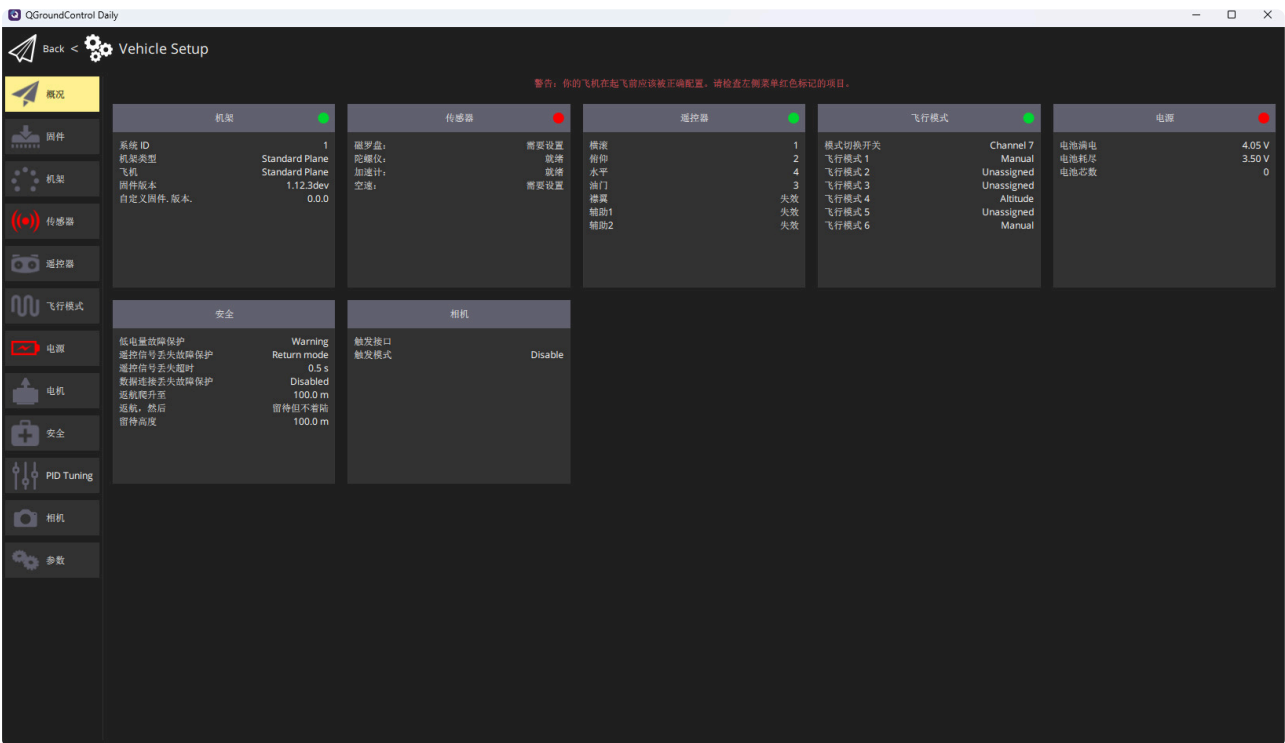 QGroundControl Daily
Back < Vehicle Setup
警告：你的飞机在起飞前应该被正确配置。请检查左侧菜单红色标记的项目。
概况
固件
机架
传感器
遥控器
飞行模式
电源
电机
安全
PID Tuning
相机
参数
机架
系统 ID 1
机架类型 Standard Plane
飞机 Standard Plane
固件版本 1.12.3dev
自定义固件. 版本. 0.0.0
传感器
磁罗盘： 需要设置
陀螺仪： 就绪
加速计： 就绪
空速： 需要设置
遥控器
横滚 1
俯仰 2
水平 4
油门 3
襟翼 失效
辅助1 失效
辅助2 失效
飞行模式
模式切换开关 Channel 7
飞行模式 1 Manual
飞行模式 2 Unassigned
飞行模式 3 Unassigned
飞行模式 4 Altitude
飞行模式 5 Unassigned
飞行模式 6 Manual
电源
电池满电 4.05 V
电池耗尽 3.50 V
电池芯数 0
安全
低电量故障保护 Warning
遥控信号丢失故障保护 Return mode
遥控信号丢失超时 0.5 s
数据连接丢失故障保护 Disabled
返航爬升至 100.0 m
返航，然后 留待但不着陆
留待高度 100.0 m
相机
触发接口
触发模式 Disable